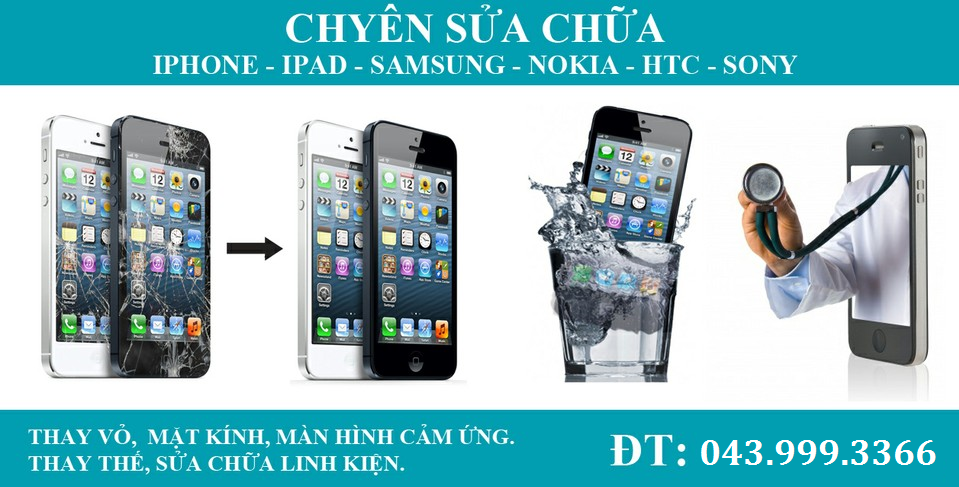 CHYÊN SỬA CHỮA
IPHONE - IPAD - SAMSUNG - NOKIA - HTC - SONY
THAY VỎ, MẶT KÍNH, MÀN HÌNH CẢM ỨNG.
THAY THẾ, SỬA CHỮA LINH KIỆN.
ĐT: 043.999.3366